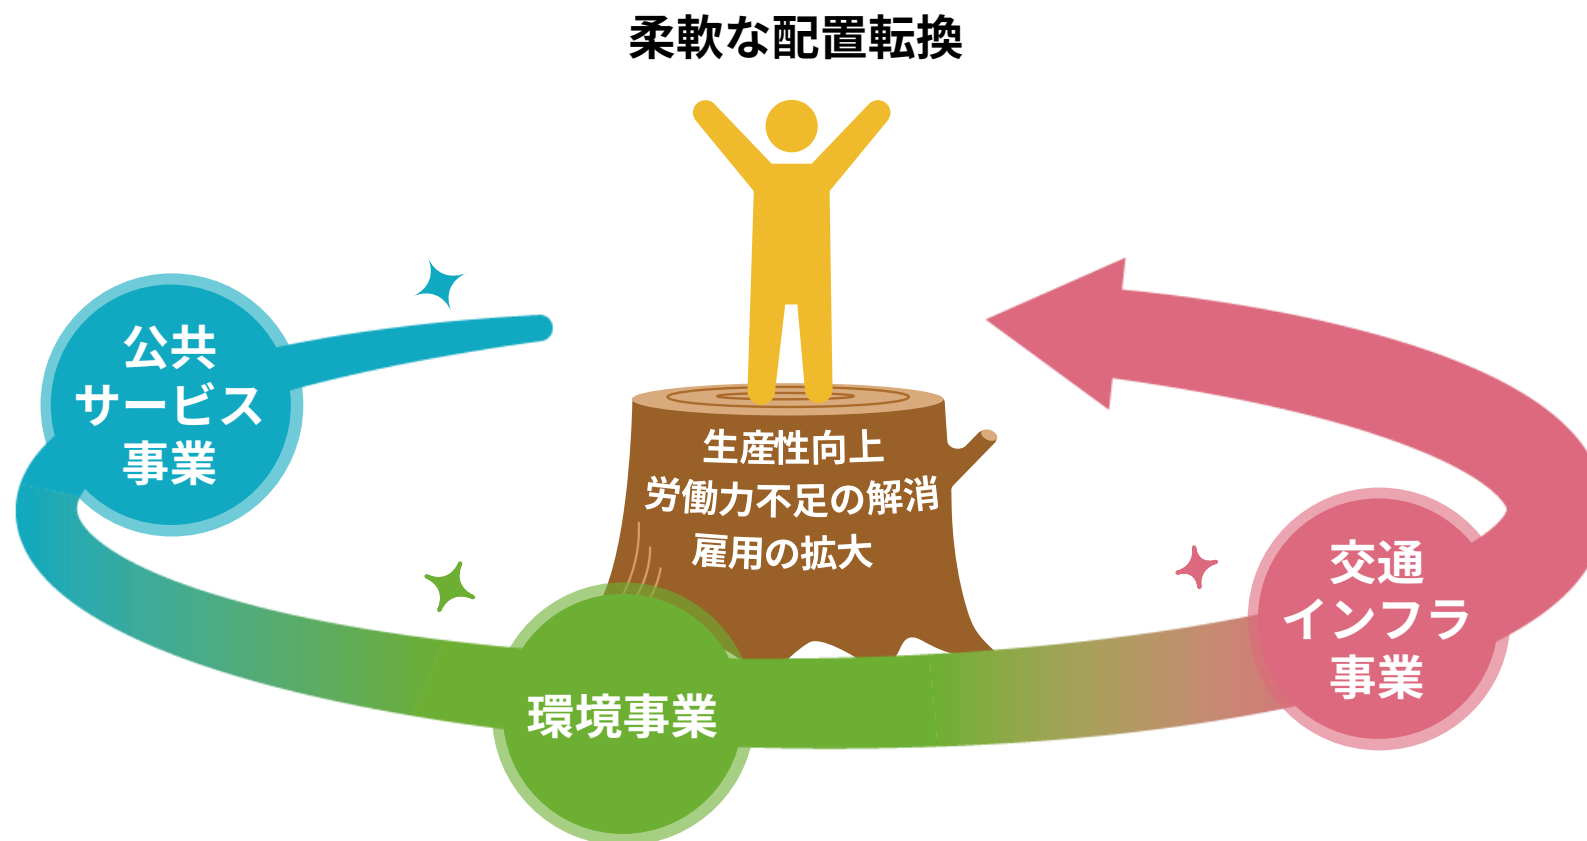 柔軟な配置転換
公共
サービス
事業
生産性向上
労働力不足の解消
雇用の拡大
環境事業
交通
インフラ
事業